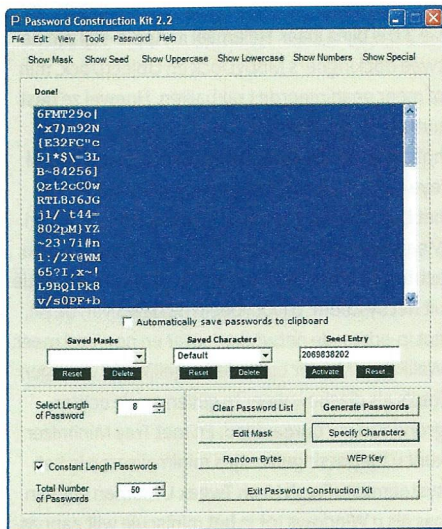 Password Construction Kit 2.2
File Edit View Tools Password Help
Show Mask Show Seed Show Uppercase Show Lowercase Show Numbers Show Special
Done!
6FMT29o|
^x7)m92N
{E32FC"c
5]*$\=3L
B~84256]
Qzt2cC0w
RTL8J6JG
j1/`t44=
802pM}YZ
~23'7i#n
1:/2Y@WM
65?I,x~!
L9BQ1Pk8
v/s0PF+b
Automatically save passwords to clipboard
Saved Masks Saved Characters Seed Entry
Default 2069838202
Reset Delete Reset Delete Activate Reset..
Select Length of Password 8
Clear Password List Generate Passwords
Edit Mask Specify Characters
Constant Length Passwords
Random Bytes WEP Key
Total Number of Passwords 50
Exit Password Construction Kit